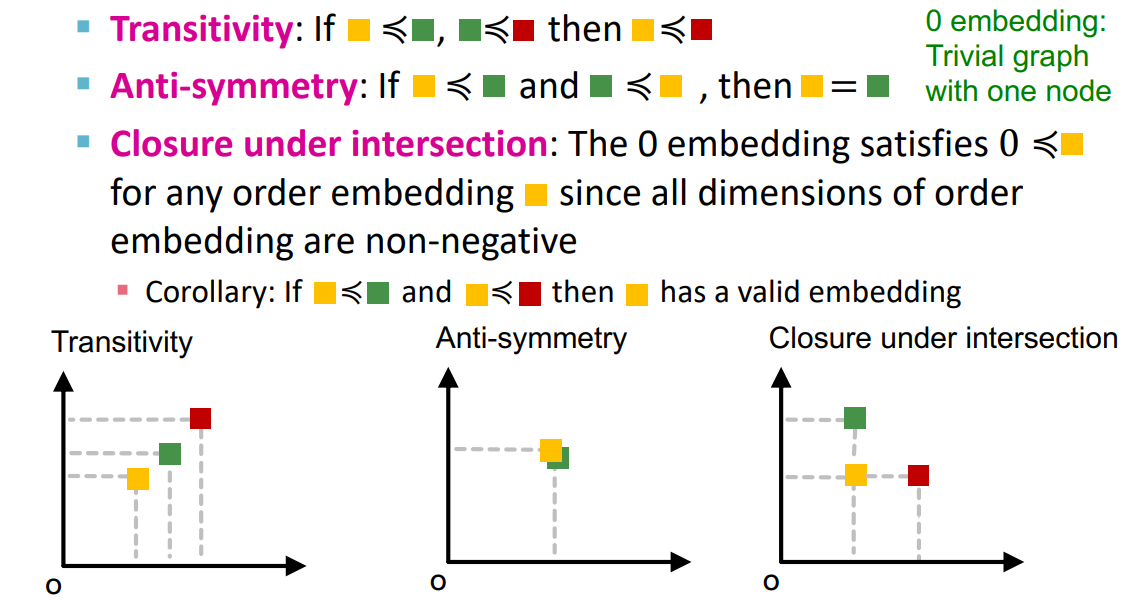 Transitivity: If ≼ , ≼ then ≼
Anti-symmetry: If ≼ and ≼ , then =
Closure under intersection: The 0 embedding satisfies 0 ≼
for any order embedding since all dimensions of order
embedding are non-negative
Corollary: If ≼ and ≼ then has a valid embedding
0 embedding:
Trivial graph
with one node
Transitivity
Anti-symmetry
Closure under intersection
O
O
O